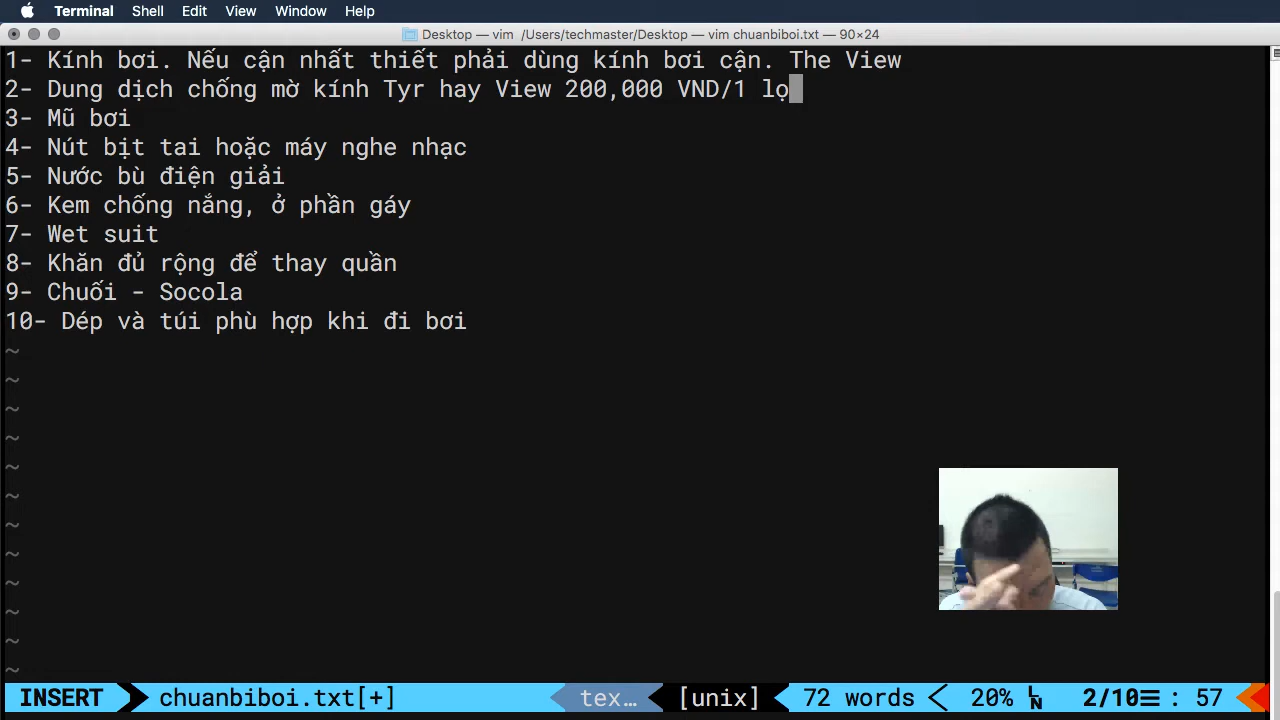 Terminal Shell Edit View Window Help
Desktop — vim /Users/techmaster/Desktop — vim chuanbiboi.txt — 90×24
1- Kính bơi. Nếu cận nhất thiết phải dùng kính bơi cận. The View
2- Dung dịch chống mờ kính Tyr hay View 200,000 VND/1 lọ
3- Mũ bơi
4- Nút bịt tai hoặc máy nghe nhạc
5- Nước bù điện giải
6- Kem chống nắng, ở phần gáy
7- Wet suit
8- Khăn đủ rộng để thay quần
9- Chuối - Socola
10- Dép và túi phù hợp khi đi bơi
~
~
~
~
~
~
~
~
~
~
~
~
INSERT chuanbiboi.txt[+] tex… [unix] 72 words 20% LN 2/10☰ : 57